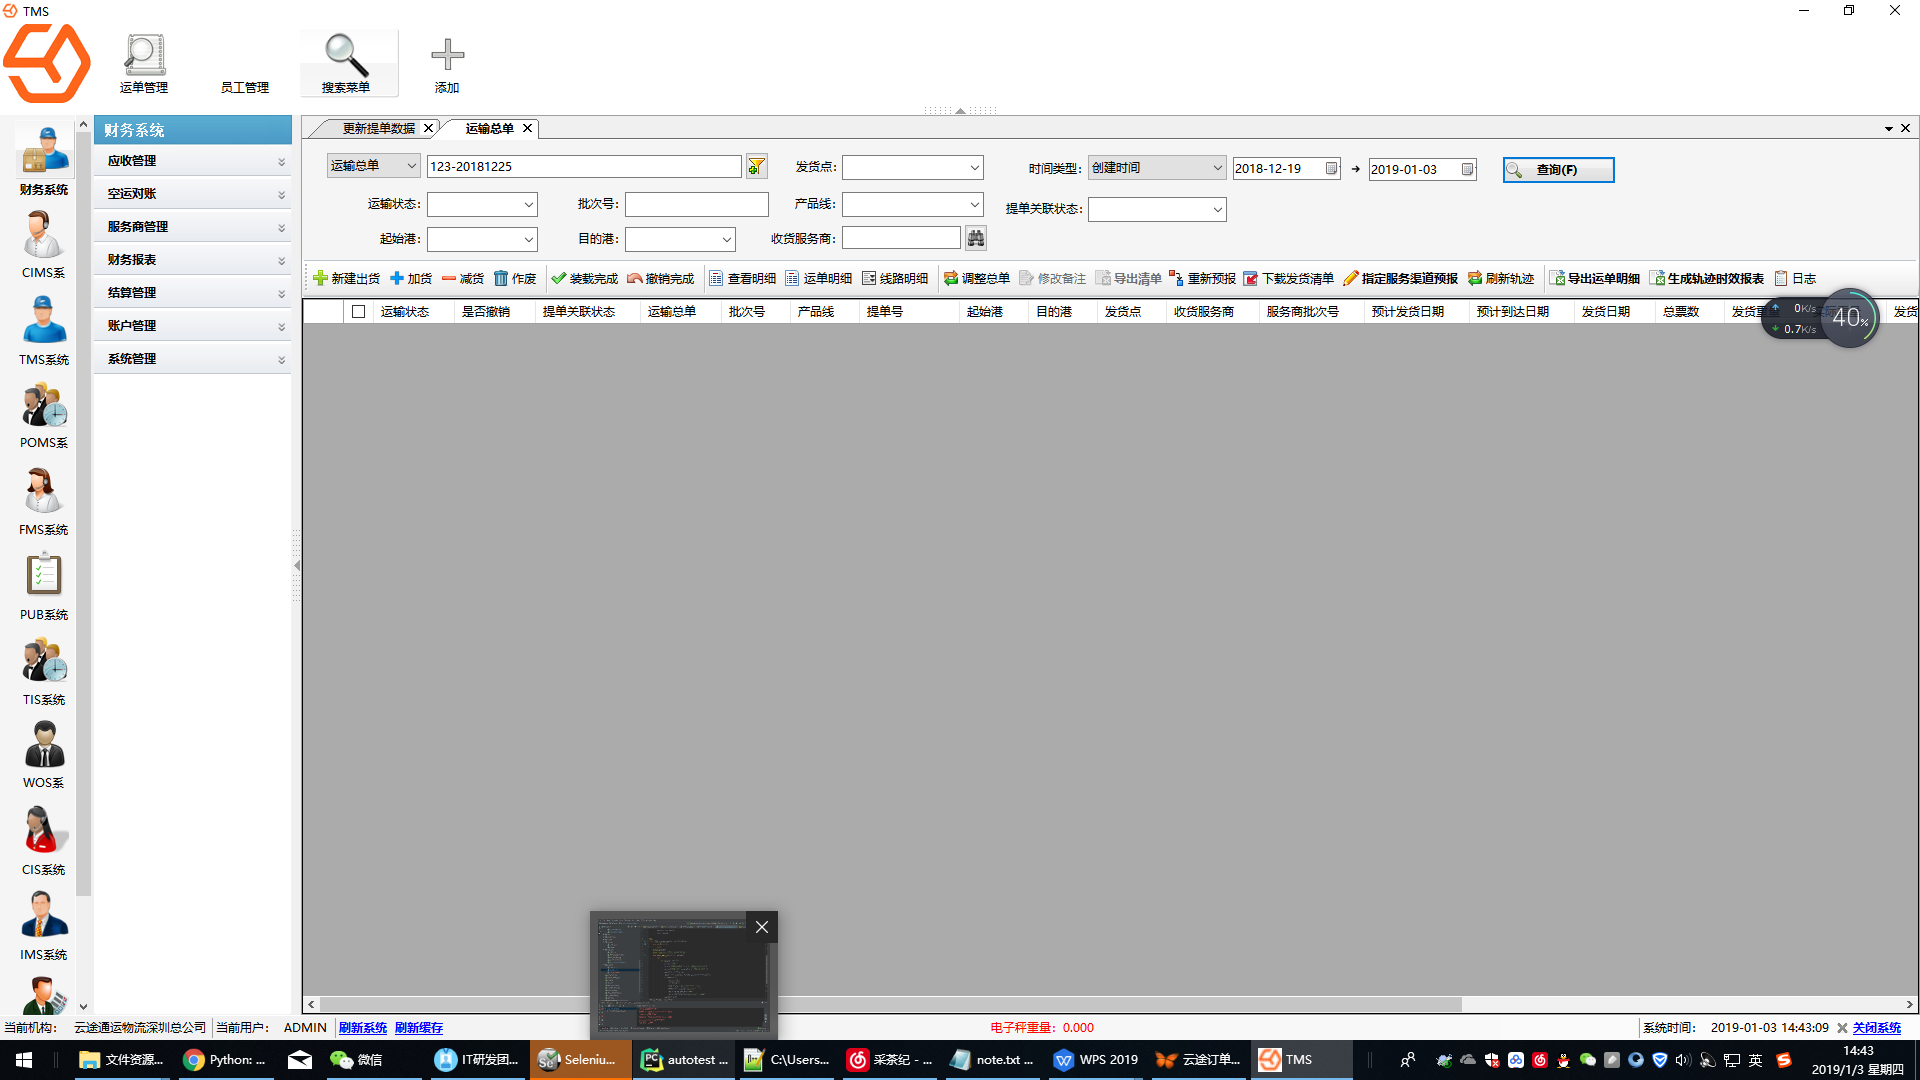 TMS
运单管理
员工管理
搜索菜单
添加
财务系统
更新提单数据
运输总单
财务系统
CIMS系
TMS系统
POMS系
FMS系统
PUB系统
TIS系统
WOS系
CIS系统
IMS系统
应收管理
空运对账
服务商管理
财务报表
结算管理
账户管理
系统管理
运输总单 123-20181225 发货点: 时间类型: 创建时间 2018-12-19 → 2019-01-03 查询(F)
运输状态: 批次号: 产品线: 提单关联状态:
起始港: 目的港: 收货服务商:
新建出货 加货 减货 作废 装载完成 撤销完成 查看明细 运单明细 线路明细 调整总单 修改备注 导出清单 重新预报 下载发货清单 指定服务渠道预报 刷新轨迹 导出运单明细 生成轨迹时效报表 日志
运输状态 是否撤销 提单关联状态 运输总单 批次号 产品线 提单号 起始港 目的港 发货点 收货服务商 服务商批次号 预计发货日期 预计到达日期 发货日期 总票数 发货重 发货
0K/s
0.7K/s
40%
当前机构: 云途通运物流深圳总公司 当前用户: ADMIN 刷新系统 刷新缓存 电子秤重量: 0.000 系统时间: 2019-01-03 14:43:09 关闭系统
文件资源... Python: ... 微信 IT研发团... Seleniu... autotest ... C:\Users... 采茶纪 - ... note.txt ... WPS 2019 云途订单... TMS 英
14:43
2019/1/3 星期四